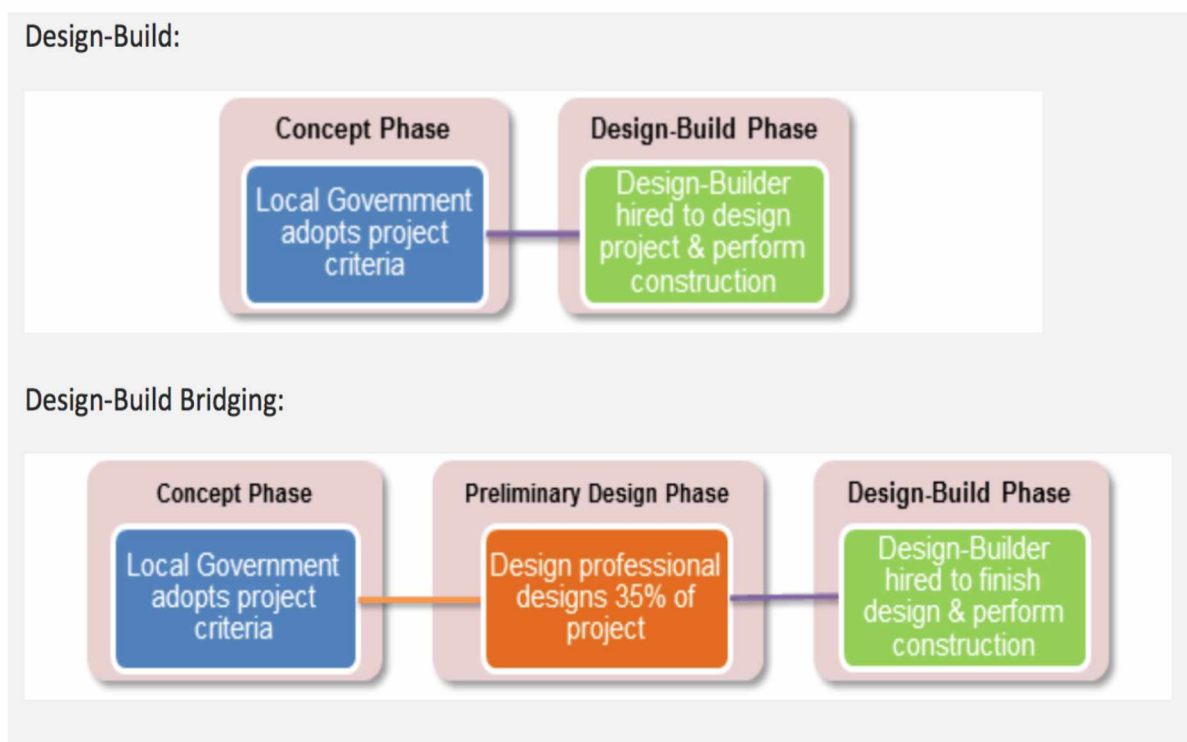 Design-Build:
Concept Phase
Local Government
adopts project
criteria
Design-Build Phase
Design-Builder
hired to design
project & perform
construction
Design-Build Bridging:
Concept Phase
Local Government
adopts project
criteria
Preliminary Design Phase
Design professional
designs 35% of
project
Design-Build Phase
Design-Builder
hired to finish
design & perform
construction